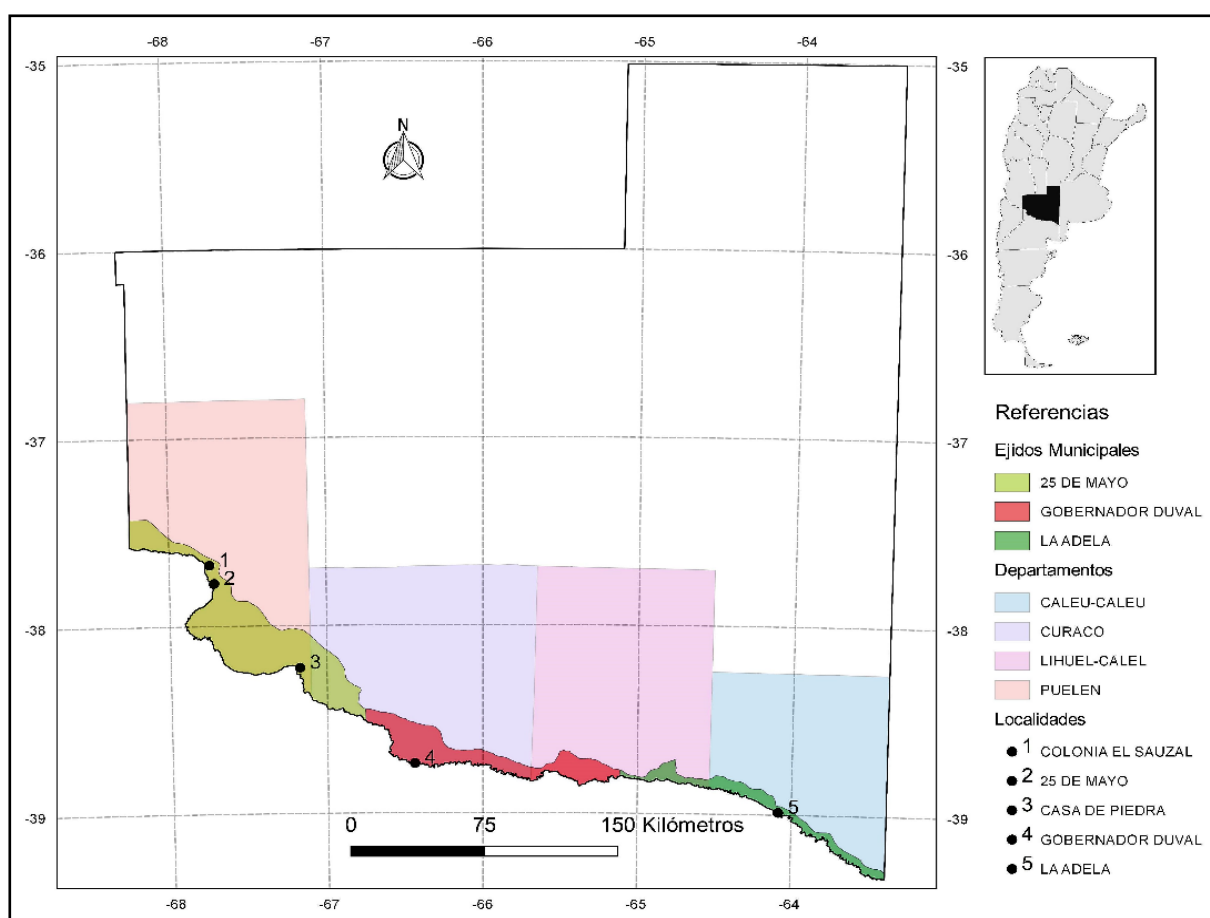 -68 -67 -66 -65 -64
-35 -35
N
-36 -36
-37 -37
1
2
-38 -38
3
4
5
-39 -39
0 75 150 Kilómetros
-68 -67 -66 -65 -64
Referencias
Ejidos Municipales
25 DE MAYO
GOBERNADOR DUVAL
LA ADELA
Departamentos
CALEU-CALEU
CURACO
LIHUEL-CALEL
PUELEN
Localidades
1 COLONIA EL SAUZAL
2 25 DE MAYO
3 CASA DE PIEDRA
4 GOBERNADOR DUVAL
5 LA ADELA